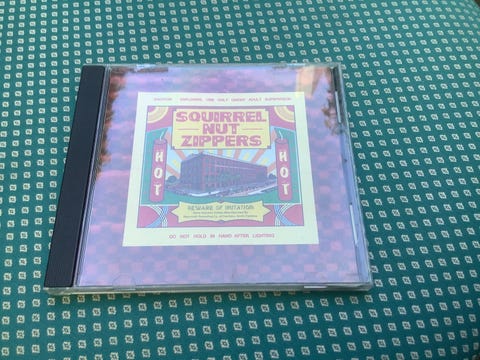 CAUTION EXPLOSIVE. USE ONLY UNDER ADULT SUPERVISION
SQUIRREL
NUT
ZIPPERS
HOT
HOT
BEWARE OF IMITATION
DO NOT HOLD IN HAND AFTER LIGHTING